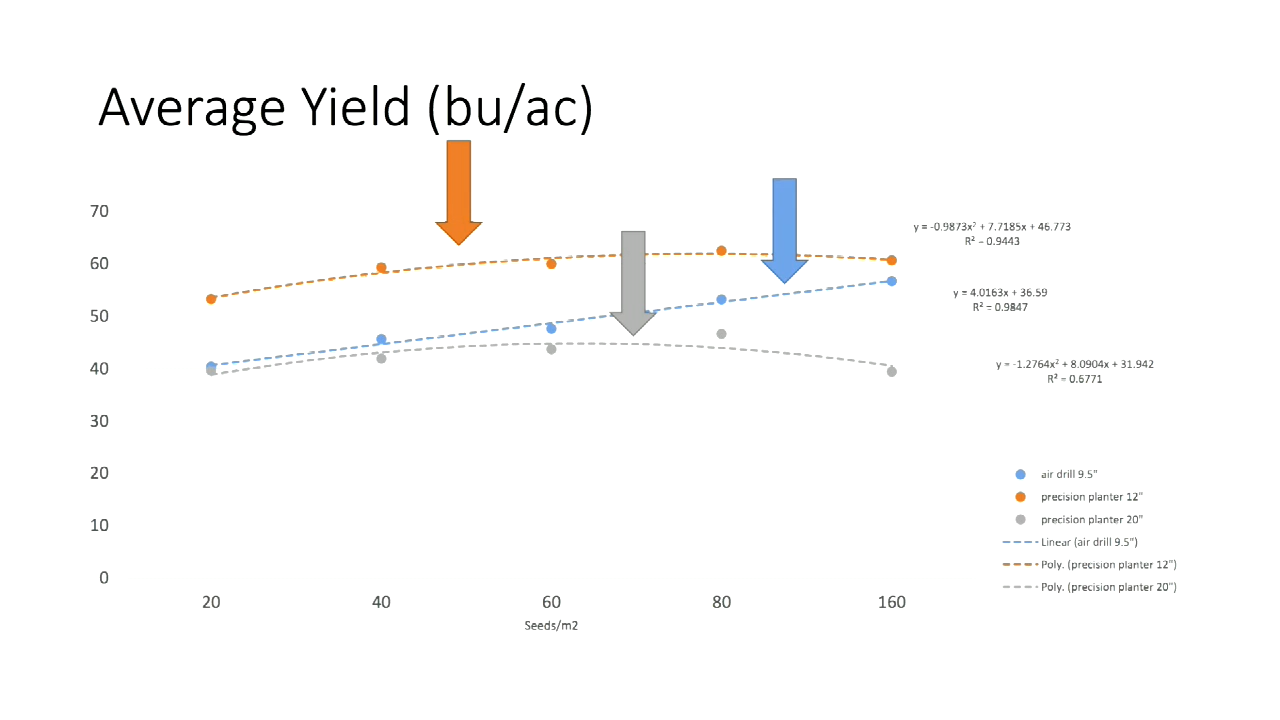 Average Yield (bu/ac)
70
60
50
40
30
20
10
0
y = -0.9873x² + 7.7185x + 46.773
R² = 0.9443
y = 4.0163x + 36.59
R² = 0.9847
y = -1.2764x² + 8.0904x + 31.942
R² = 0.6771
air drill 9.5"
precision planter 12"
precision planter 20"
Linear (air drill 9.5")
Poly. (precision planter 12")
Poly. (precision planter 20")
20 40 60 80 160
Seeds/m2